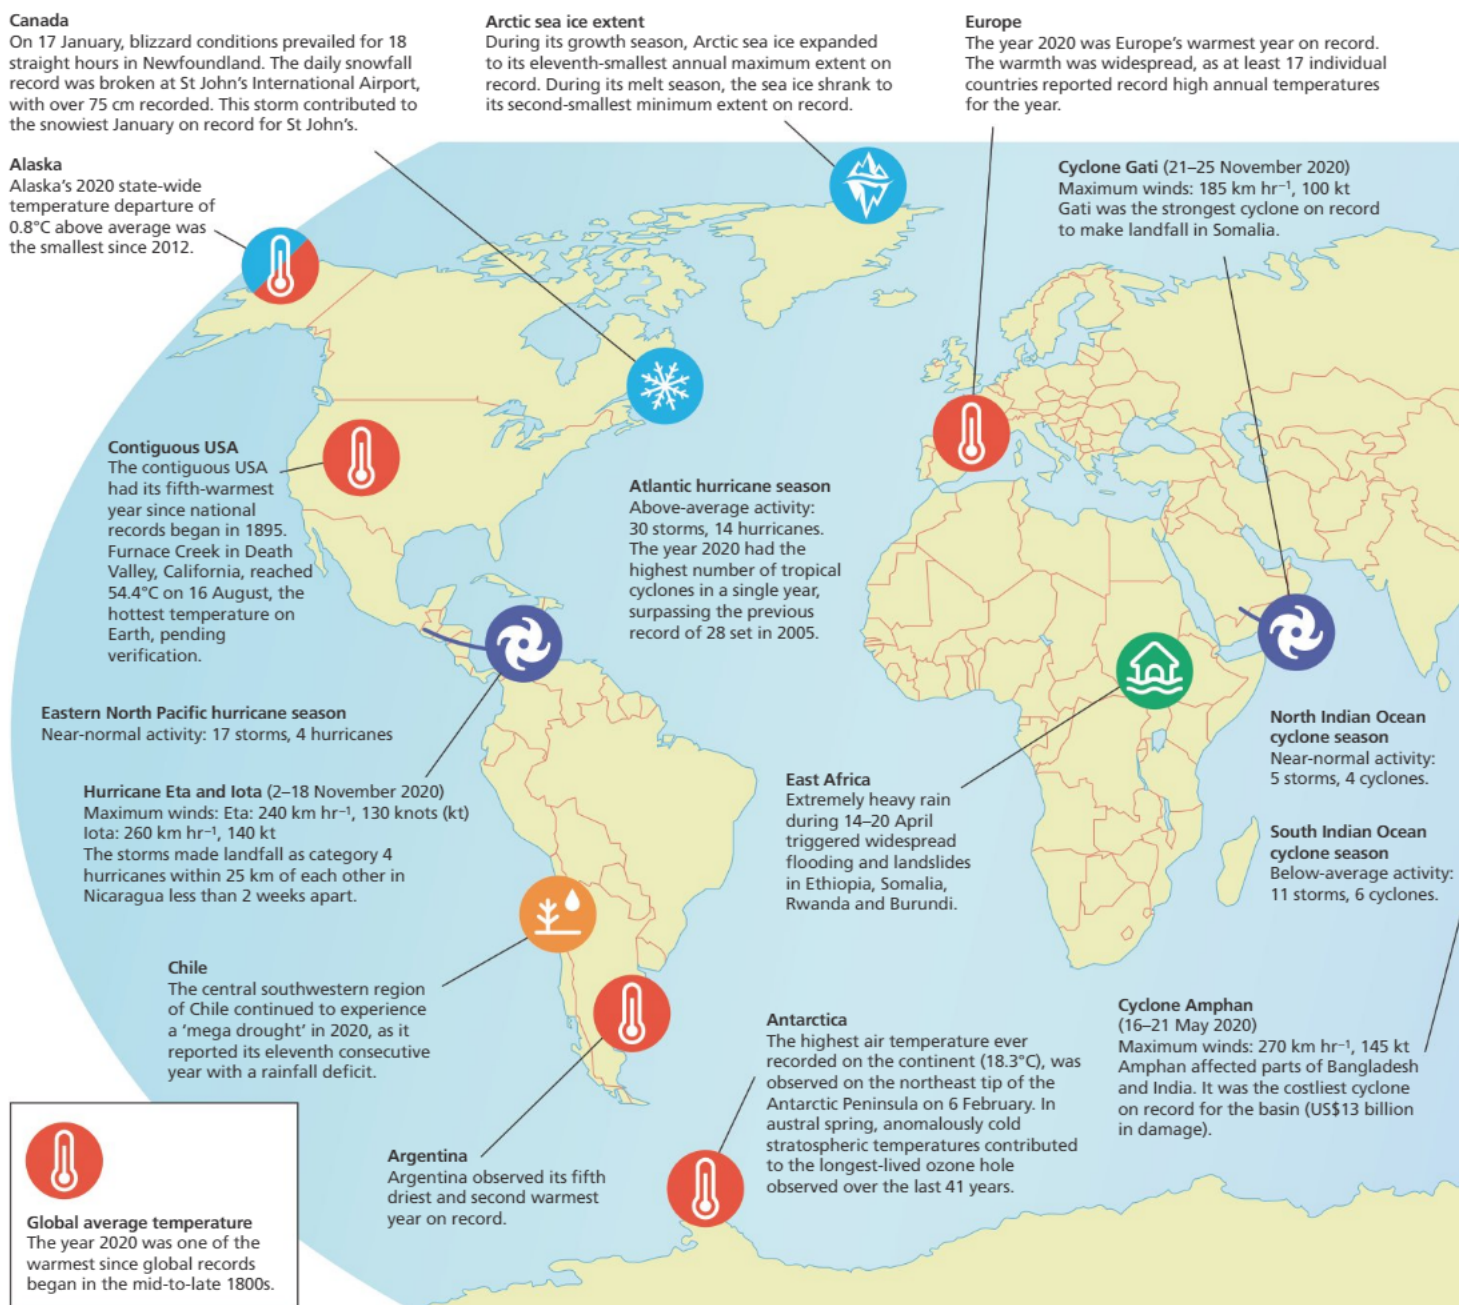 Canada
On 17 January, blizzard conditions prevailed for 18
straight hours in Newfoundland. The daily snowfall
record was broken at St John's International Airport,
with over 75 cm recorded. This storm contributed to
the snowiest January on record for St John's.
Arctic sea ice extent
During its growth season, Arctic sea ice expanded
to its eleventh-smallest annual maximum extent on
record. During its melt season, the sea ice shrank to
its second-smallest minimum extent on record.
Europe
The year 2020 was Europe's warmest year on record.
The warmth was widespread, as at least 17 individual
countries reported record high annual temperatures
for the year.
Alaska
Alaska's 2020 state-wide
temperature departure of
0.8°C above average was
the smallest since 2012.
Cyclone Gati (21–25 November 2020)
Maximum winds: 185 km hr⁻¹, 100 kt
Gati was the strongest cyclone on record
to make landfall in Somalia.
Contiguous USA
The contiguous USA
had its fifth-warmest
year since national
records began in 1895.
Furnace Creek in Death
Valley, California, reached
54.4°C on 16 August, the
hottest temperature on
Earth, pending
verification.
Atlantic hurricane season
Above-average activity:
30 storms, 14 hurricanes.
The year 2020 had the
highest number of tropical
cyclones in a single year,
surpassing the previous
record of 28 set in 2005.
Eastern North Pacific hurricane season
Near-normal activity: 17 storms, 4 hurricanes
Hurricane Eta and Iota (2–18 November 2020)
Maximum winds: Eta: 240 km hr⁻¹, 130 knots (kt)
Iota: 260 km hr⁻¹, 140 kt
The storms made landfall as category 4
hurricanes within 25 km of each other in
Nicaragua less than 2 weeks apart.
East Africa
Extremely heavy rain
during 14–20 April
triggered widespread
flooding and landslides
in Ethiopia, Somalia,
Rwanda and Burundi.
North Indian Ocean
cyclone season
Near-normal activity:
5 storms, 4 cyclones.
South Indian Ocean
cyclone season
Below-average activity:
11 storms, 6 cyclones.
Chile
The central southwestern region
of Chile continued to experience
a 'mega drought' in 2020, as it
reported its eleventh consecutive
year with a rainfall deficit.
Antarctica
The highest air temperature ever
recorded on the continent (18.3°C), was
observed on the northeast tip of the
Antarctic Peninsula on 6 February. In
austral spring, anomalously cold
stratospheric temperatures contributed
to the longest-lived ozone hole
observed over the last 41 years.
Cyclone Amphan
(16–21 May 2020)
Maximum winds: 270 km hr⁻¹, 145 kt
Amphan affected parts of Bangladesh
and India. It was the costliest cyclone
on record for the basin (US$13 billion
in damage).
Argentina
Argentina observed its fifth
driest and second warmest
year on record.
Global average temperature
The year 2020 was one of the
warmest since global records
began in the mid-to-late 1800s.